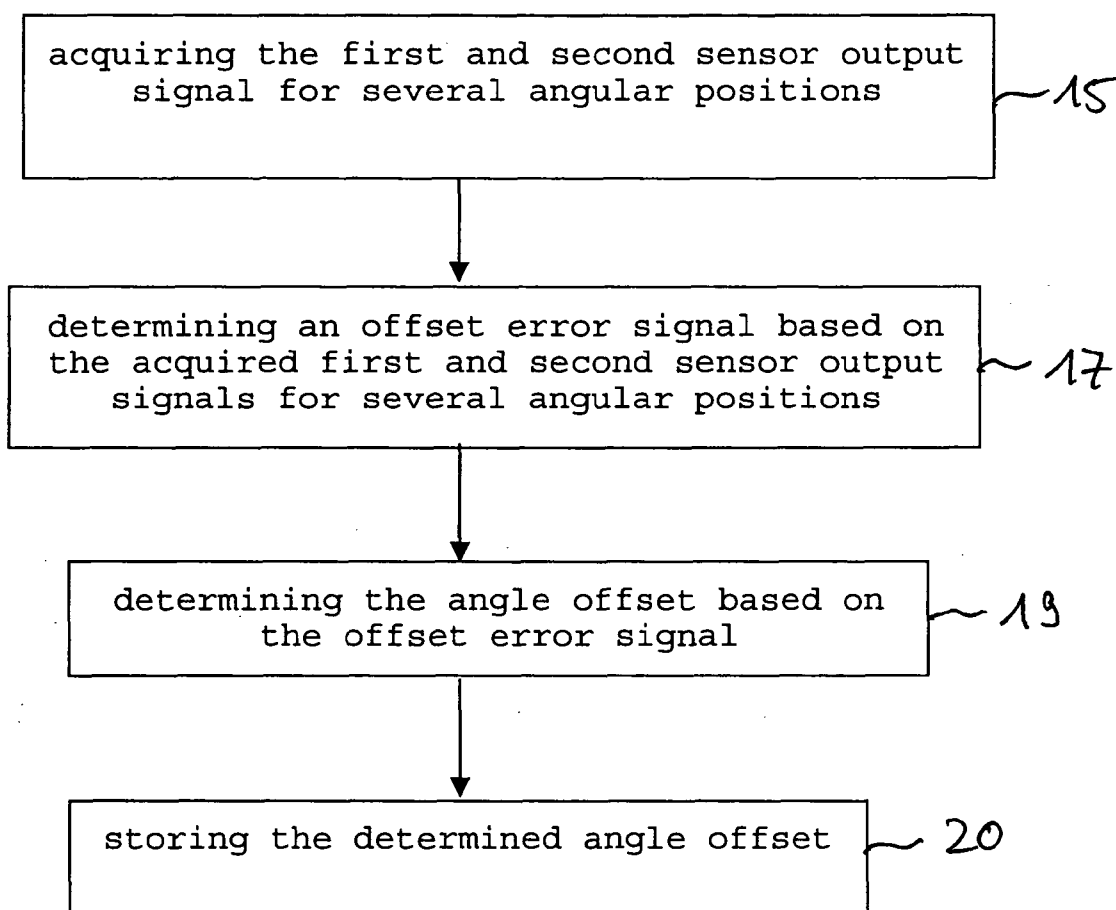 acquiring the first and second sensor output
signal for several angular positions
15
determining an offset error signal based on
the acquired first and second sensor output
signals for several angular positions
17
determining the angle offset based on
the offset error signal
19
storing the determined angle offset
20